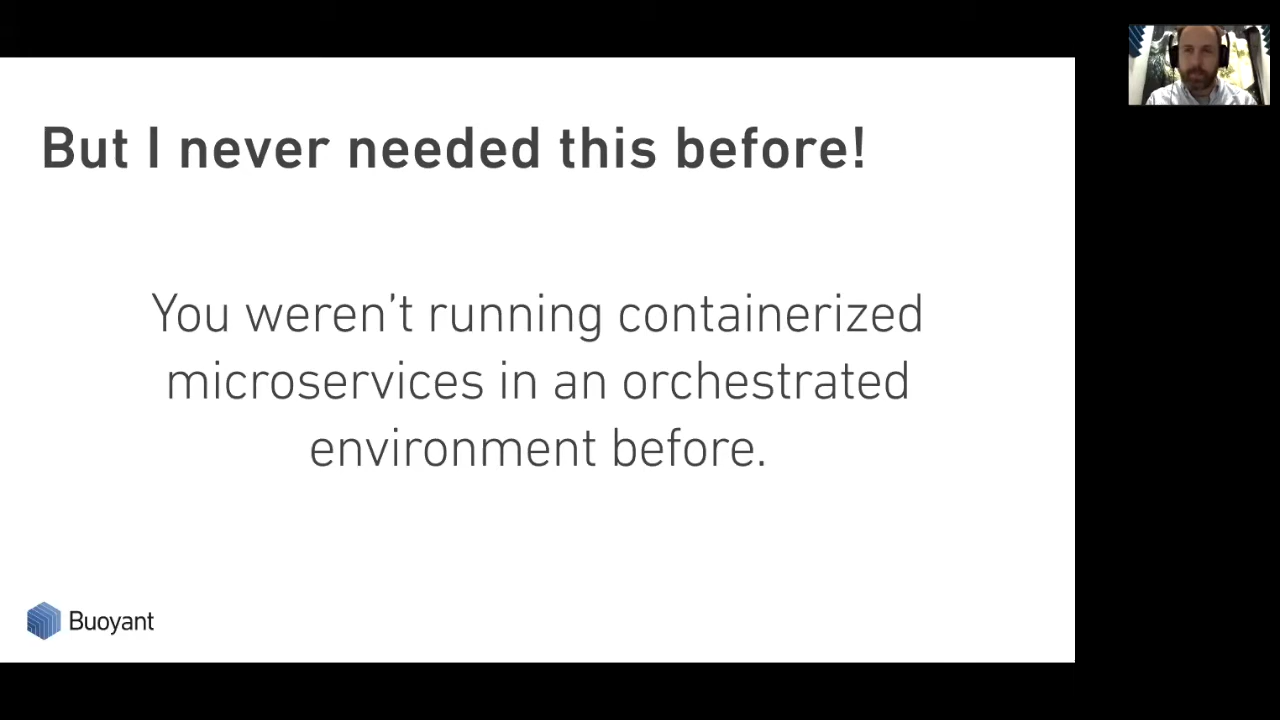 But I never needed this before!
You weren’t running containerized
microservices in an orchestrated
environment before.
Buoyant